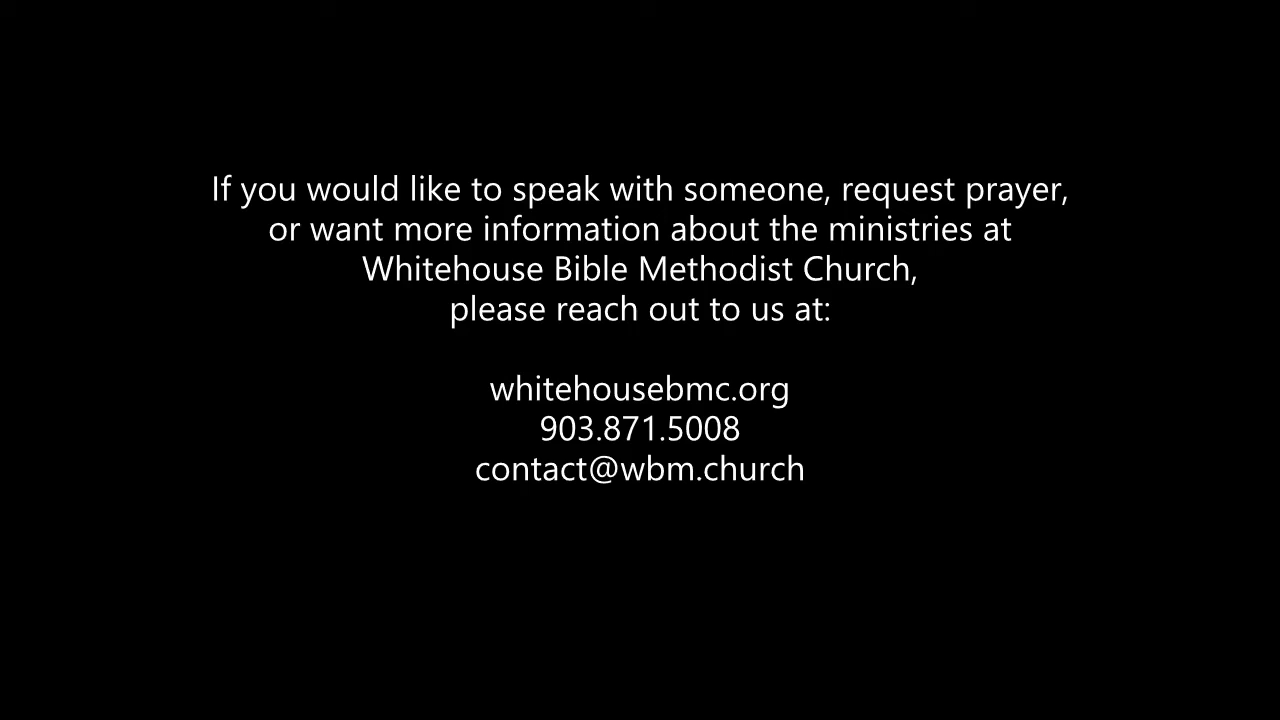 If you would like to speak with someone, request prayer,
or want more information about the ministries at
Whitehouse Bible Methodist Church,
please reach out to us at:
whitehousebmc.org
903.871.5008
contact@wbm.church